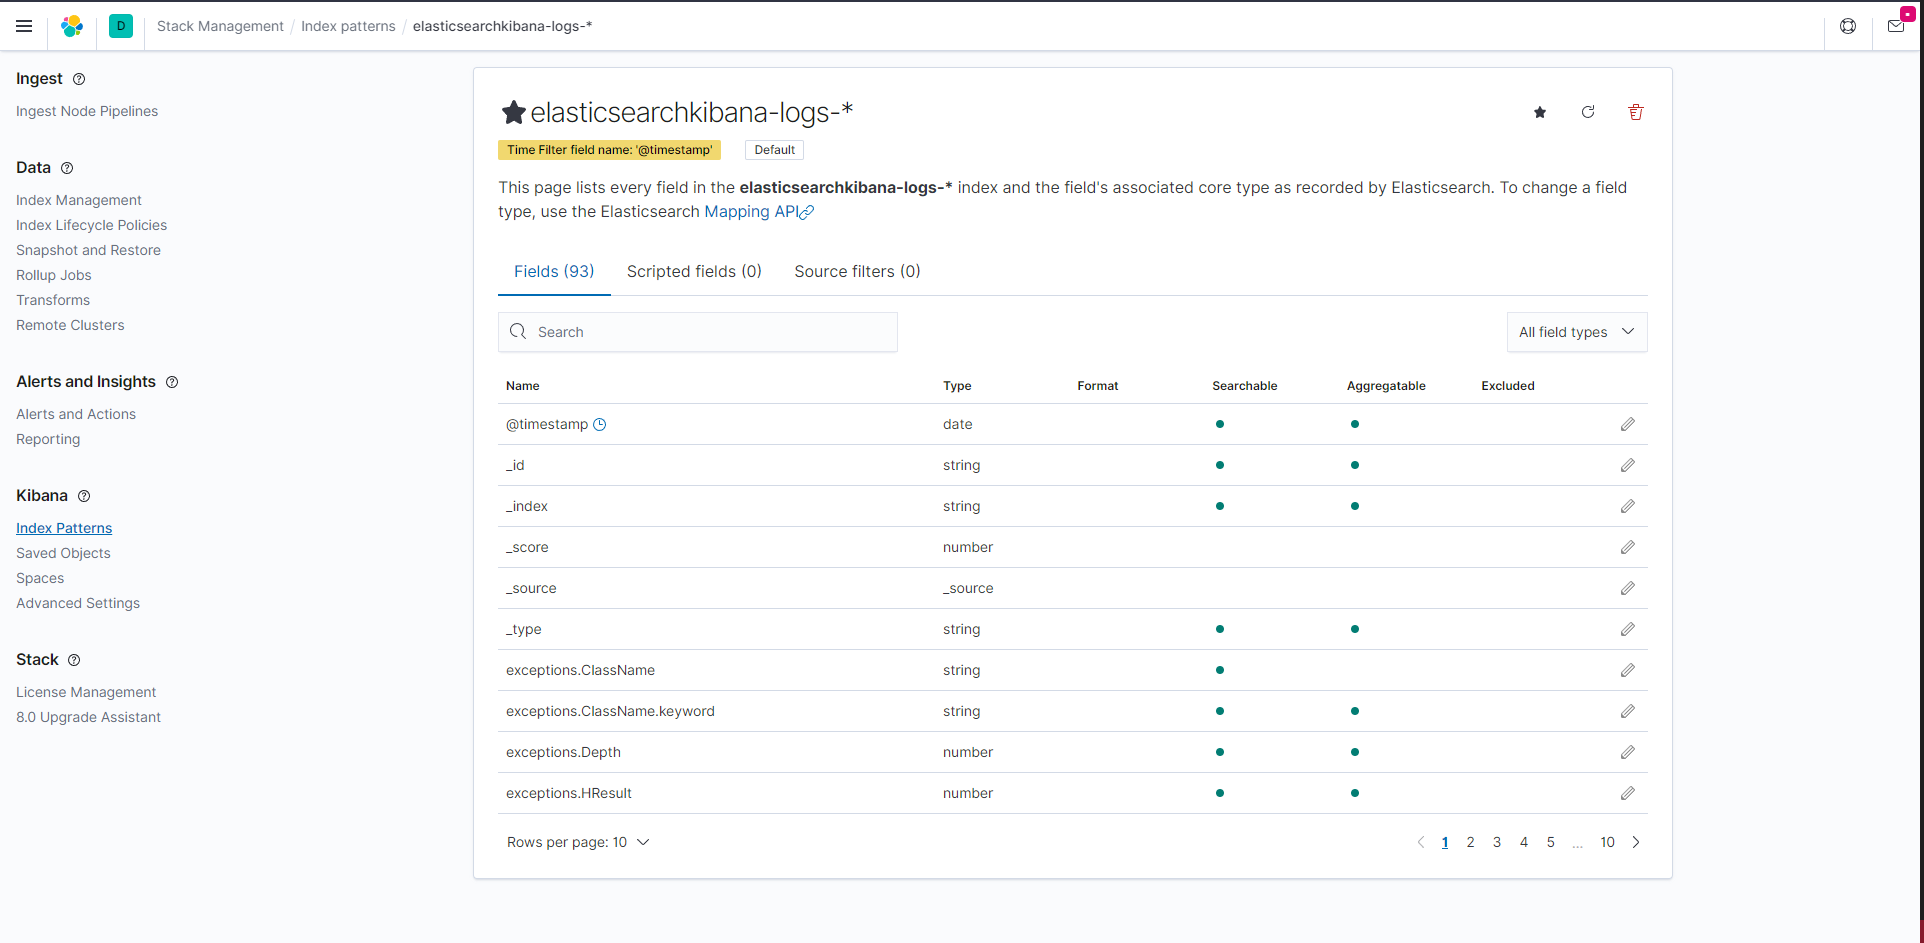 D
Stack Management / Index patterns / elasticsearchkibana-logs-*
Ingest
Ingest Node Pipelines
Data
Index Management
Index Lifecycle Policies
Snapshot and Restore
Rollup Jobs
Transforms
Remote Clusters
Alerts and Insights
Alerts and Actions
Reporting
Kibana
Index Patterns
Saved Objects
Spaces
Advanced Settings
Stack
License Management
8.0 Upgrade Assistant
elasticsearchkibana-logs-*
Time Filter field name: '@timestamp' Default
This page lists every field in the elasticsearchkibana-logs-* index and the field's associated core type as recorded by Elasticsearch. To change a field
type, use the Elasticsearch Mapping API
Fields (93) Scripted fields (0) Source filters (0)
Search All field types
Name Type Format Searchable Aggregatable Excluded
@timestamp date
_id string
_index string
_score number
_source _source
_type string
exceptions.ClassName string
exceptions.ClassName.keyword string
exceptions.Depth number
exceptions.HResult number
Rows per page: 10 1 2 3 4 5 ... 10